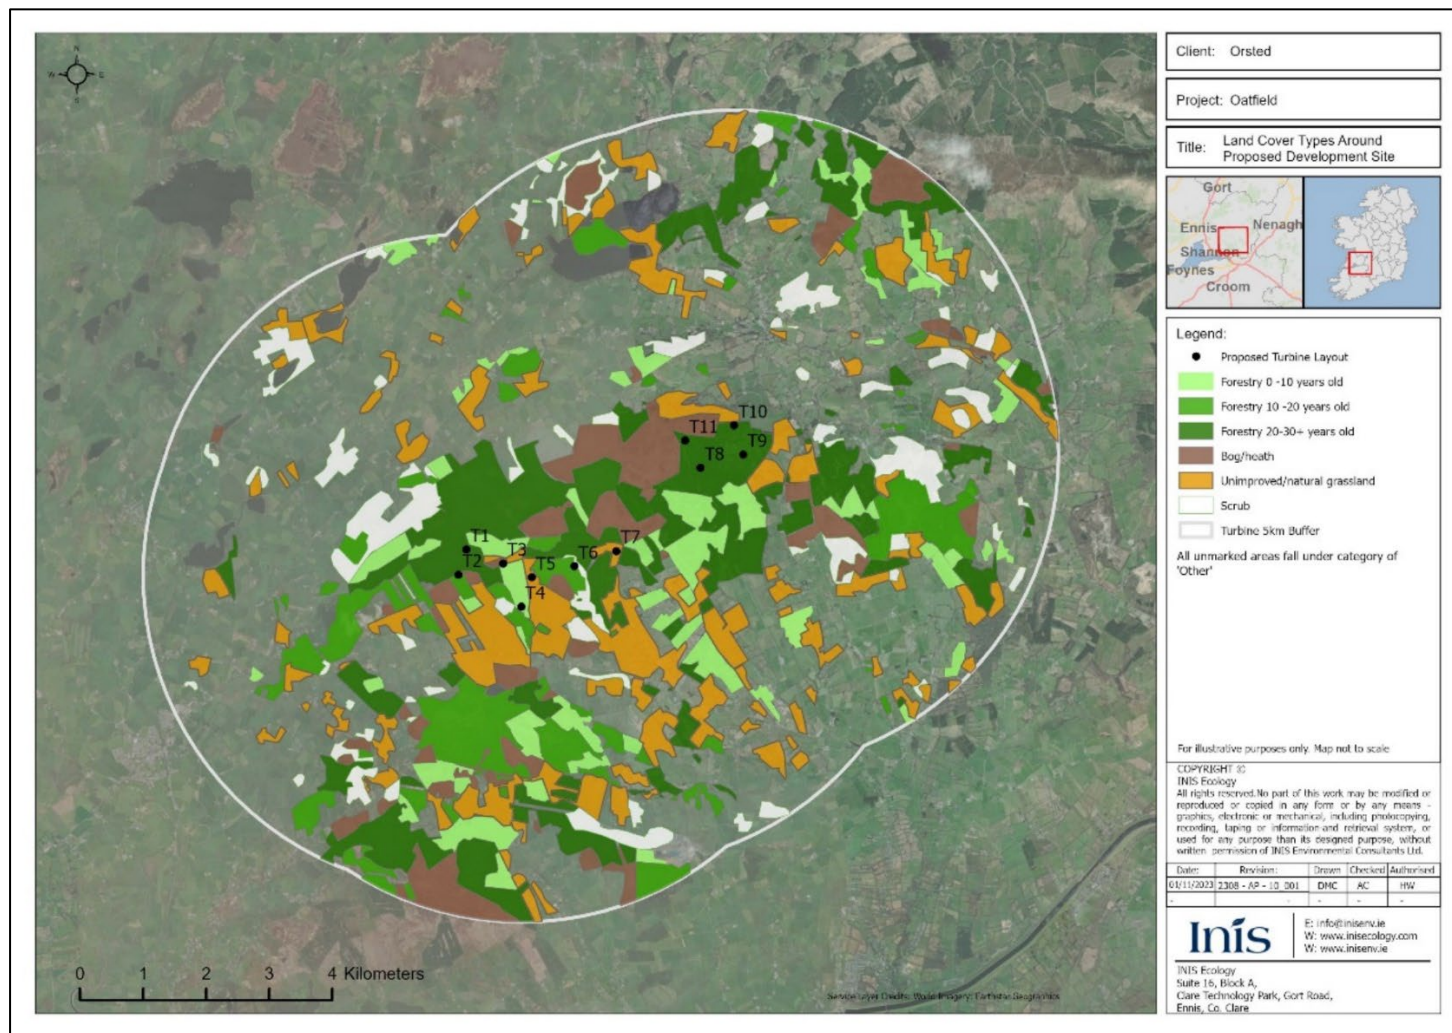 N
W E
S
T10
T11
T9
T8
T1
T7
T3
T6
T2
T5
T4
0 1 2 3 4 Kilometers
Service Layer Credits: World Imagery: Earthstar Geographics
Client: Orsted
Project: Oatfield
Title: Land Cover Types Around
Proposed Development Site
Gort
Ennis
Nenagh
Shannon
Foynes
Croom
Legend:
Proposed Turbine Layout
Forestry 0 -10 years old
Forestry 10 -20 years old
Forestry 20-30+ years old
Bog/heath
Unimproved/natural grassland
Scrub
Turbine 5km Buffer
All unmarked areas fall under category of
'Other'
For illustrative purposes only. Map not to scale
COPYRIGHT ©
INIS Ecology
All rights reserved.No part of this work may be modified or
reproduced or copied in any form or by any means -
graphics, electronic or mechanical, including photocopying,
recording, taping or information and retrieval system, or
used for any purpose than its designed purpose, without
written permission of INIS Environmental Consultants Ltd.
Date: Revision: Drawn Checked Authorised
01/11/2023 2308 - AP - 10_001 DMC AC HW
- - - - -
Inis
E: info@inisenv.ie
W: www.inisecology.com
W: www.inisenv.ie
INIS Ecology
Suite 16, Block A,
Clare Technology Park, Gort Road,
Ennis, Co. Clare